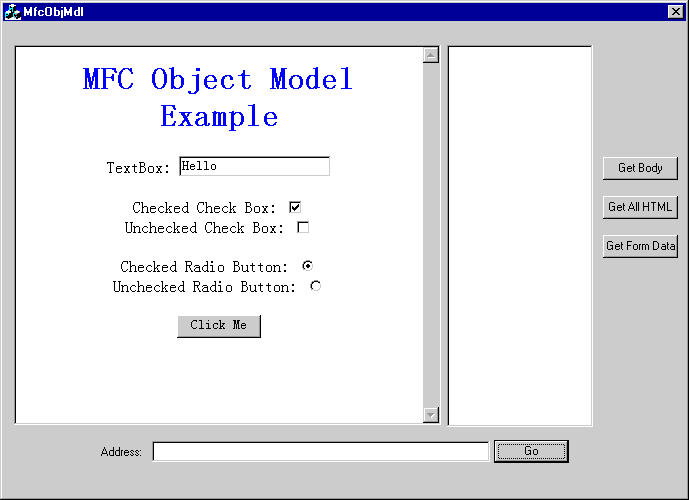 MfcObjMdl
MFC Object Model
Example
TextBox: Hello
Checked Check Box:
Unchecked Check Box:
Checked Radio Button:
Unchecked Radio Button:
Click Me
Get Body
Get All HTML
Get Form Data
Address:
Go